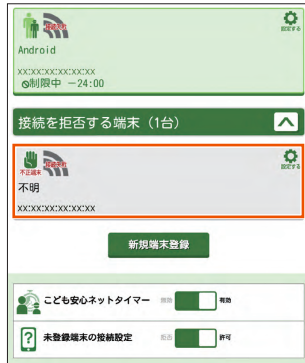 接続許可
設定する
Android
xx:xx:xx:xx:xx:xx
制限中 −24:00
接続を拒否する端末（1台）
不正端末
設定する
不明
xx:xx:xx:xx:xx:xx
新規端末登録
こども安心ネットタイマー 有効
未登録端末の接続設定 拒否 許可